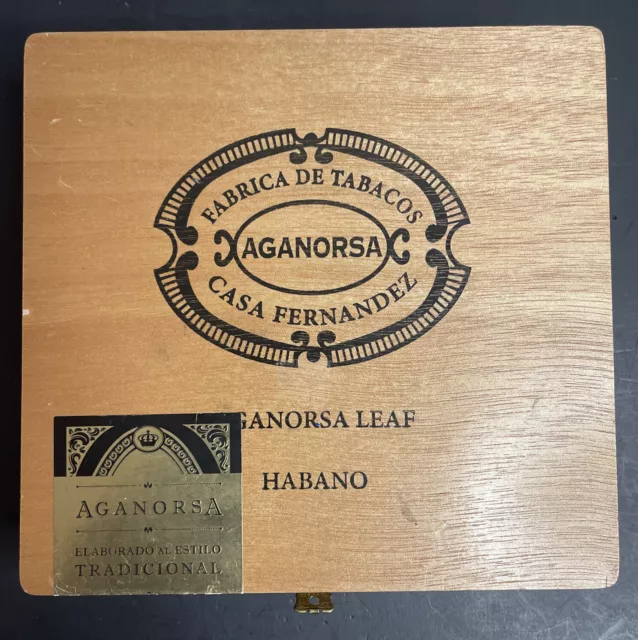 FABRICA DE TABACOS
AGANORSA
CASA FERNANDEZ
GANORSA LEAF
HABANO
AGANORSA
ELABORADO AL ESTILO
TRADICIONAL